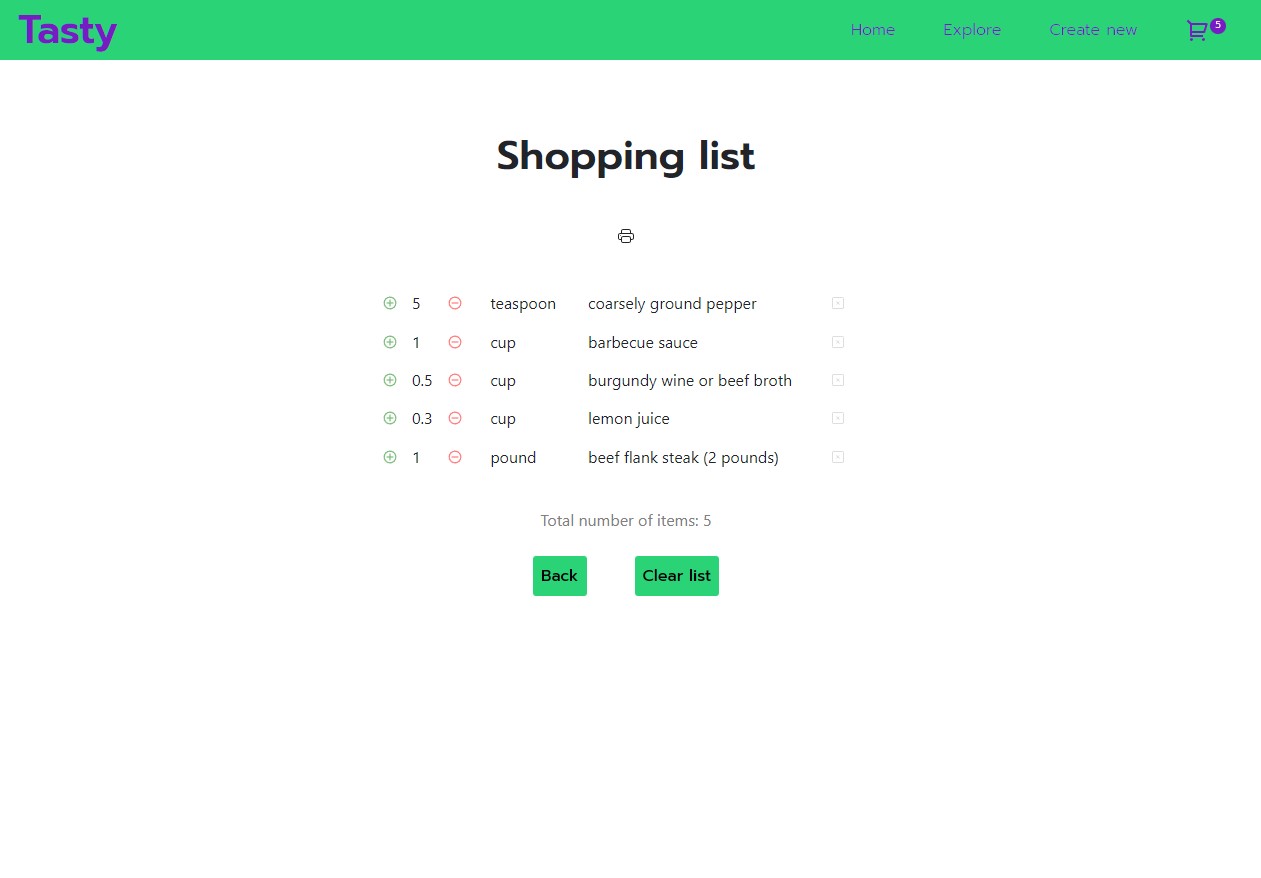 Tasty
Home Explore Create new 5
Shopping list
5 teaspoon coarsely ground pepper
1 cup barbecue sauce
0.5 cup burgundy wine or beef broth
0.3 cup lemon juice
1 pound beef flank steak (2 pounds)
Total number of items: 5
Back Clear list